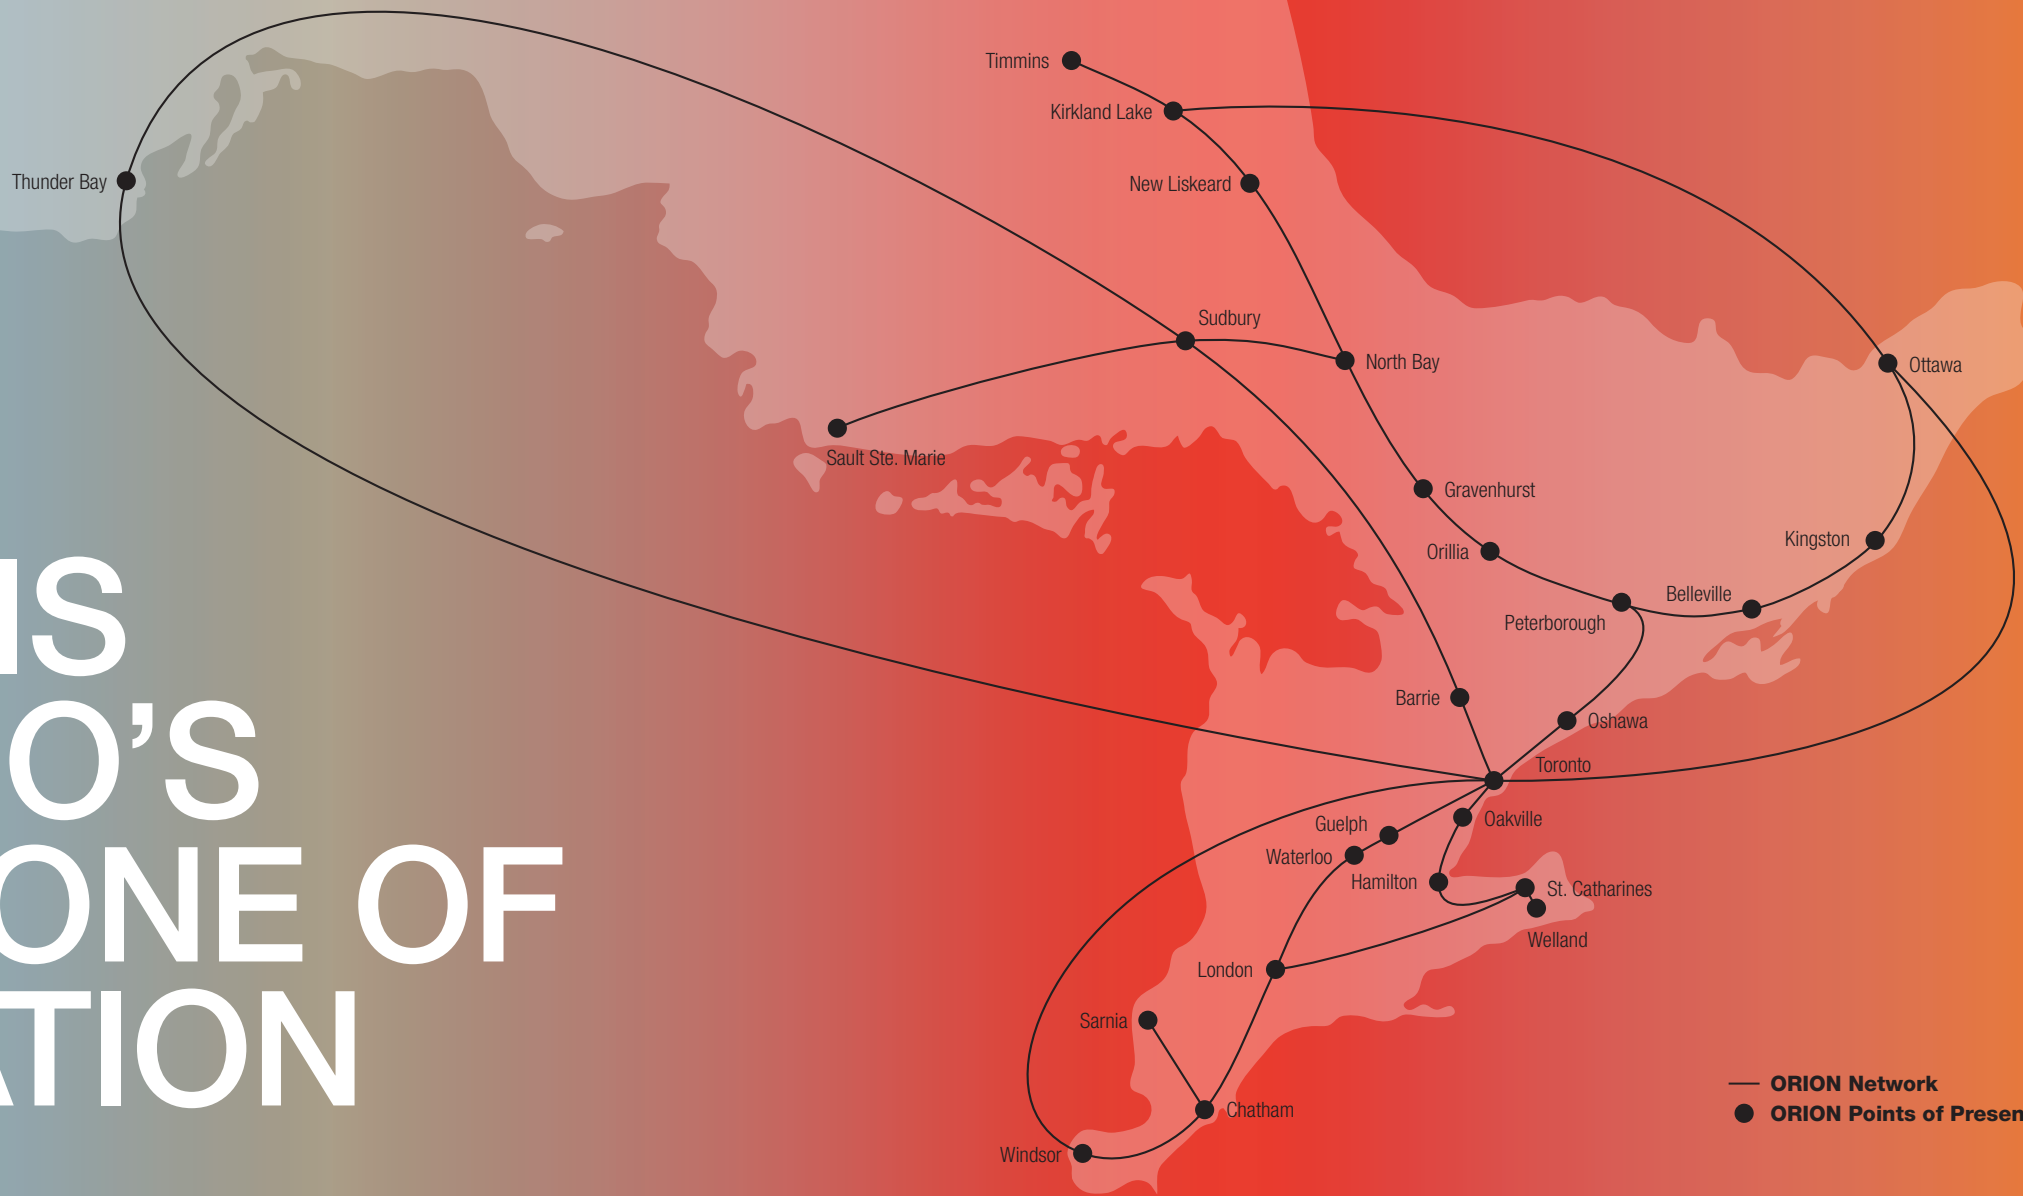 Timmins
Kirkland Lake
Thunder Bay
New Liskeard
Sudbury
North Bay
Ottawa
Sault Ste. Marie
Gravenhurst
Kingston
Orillia
Belleville
Peterborough
Barrie
Oshawa
Toronto
Guelph
Oakville
Waterloo
Hamilton
St. Catharines
Welland
London
Sarnia
Chatham
Windsor
IS
O’S
ONE OF
ATION
ORION Network
ORION Points of Presen